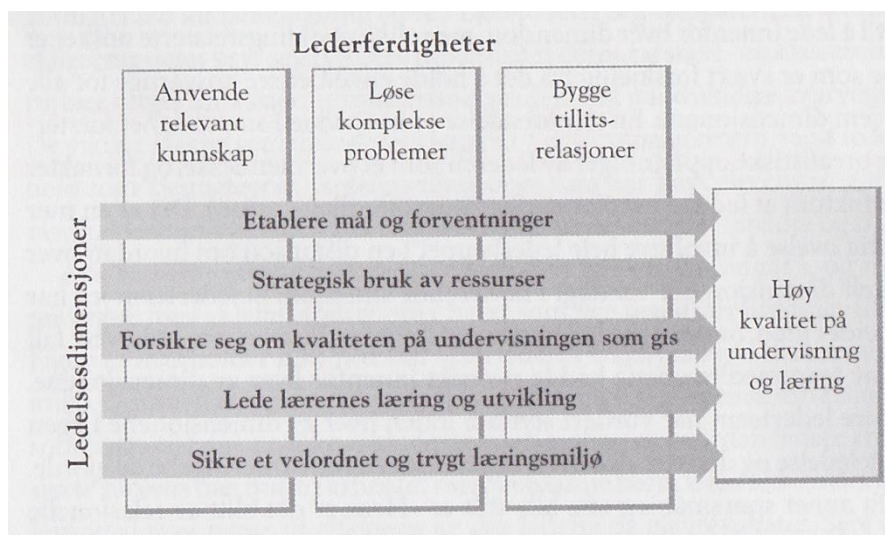 Lederferdigheter
Anvende
relevant
kunnskap
Løse
komplekse
problemer
Bygge
tillits-
relasjoner
Ledelsesdimensjoner
Etablere mål og forventninger
Strategisk bruk av ressurser
Forsikre seg om kvaliteten på undervisningen som gis
Lede lærernes læring og utvikling
Sikre et velordnet og trygt læringsmiljø
Høy
kvalitet på
undervisning
og læring